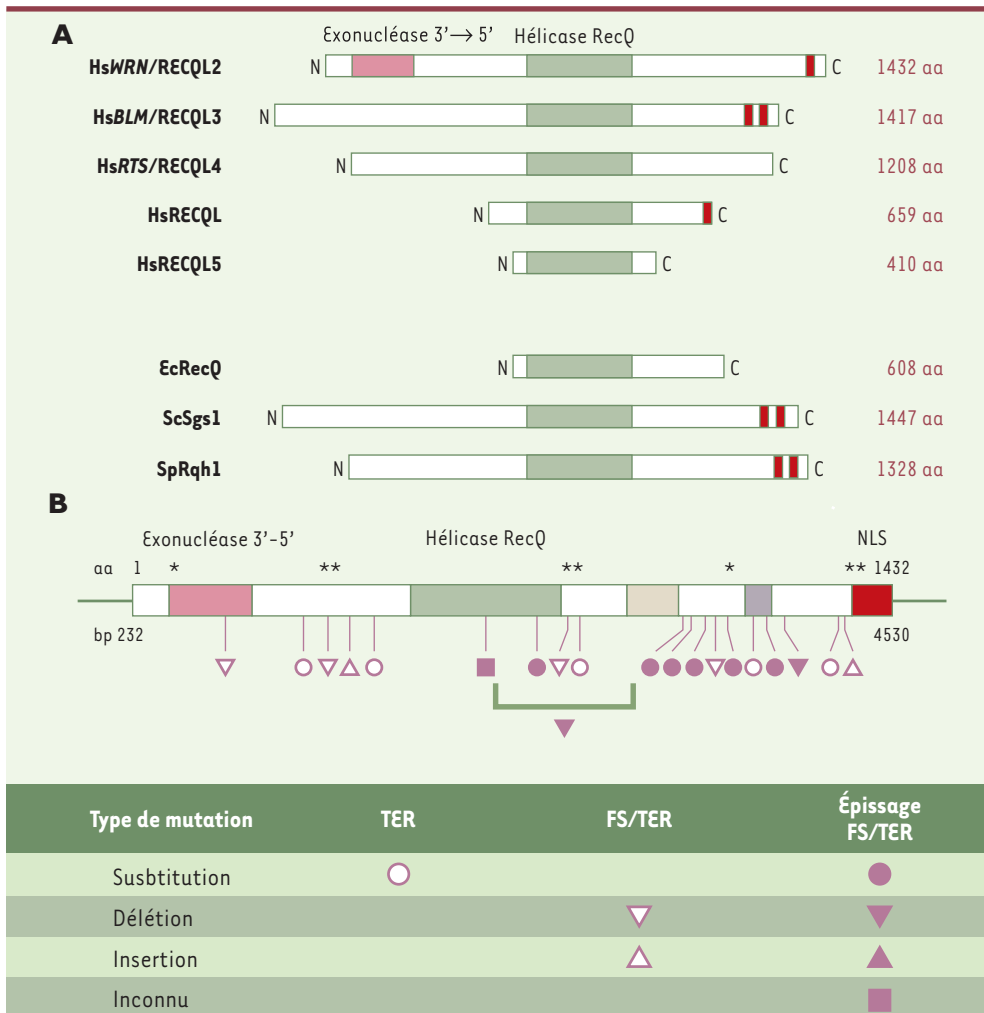 A
Exonucléase 3’→ 5’ Hélicase RecQ
HsWRN/RECQL2 N C 1432 aa
HsBLM/RECQL3 N C 1417 aa
HsRTS/RECQL4 N C 1208 aa
HsRECQL N C 659 aa
HsRECQL5 N C 410 aa
EcRecQ N C 608 aa
ScSgs1 N C 1447 aa
SpRqh1 N C 1328 aa
B
Exonucléase 3’-5’ Hélicase RecQ NLS
aa 1 * ** ** * ** 1432
bp 232 4530
Type de mutation TER FS/TER Épissage FS/TER
Susbtitution
Délétion
Insertion
Inconnu